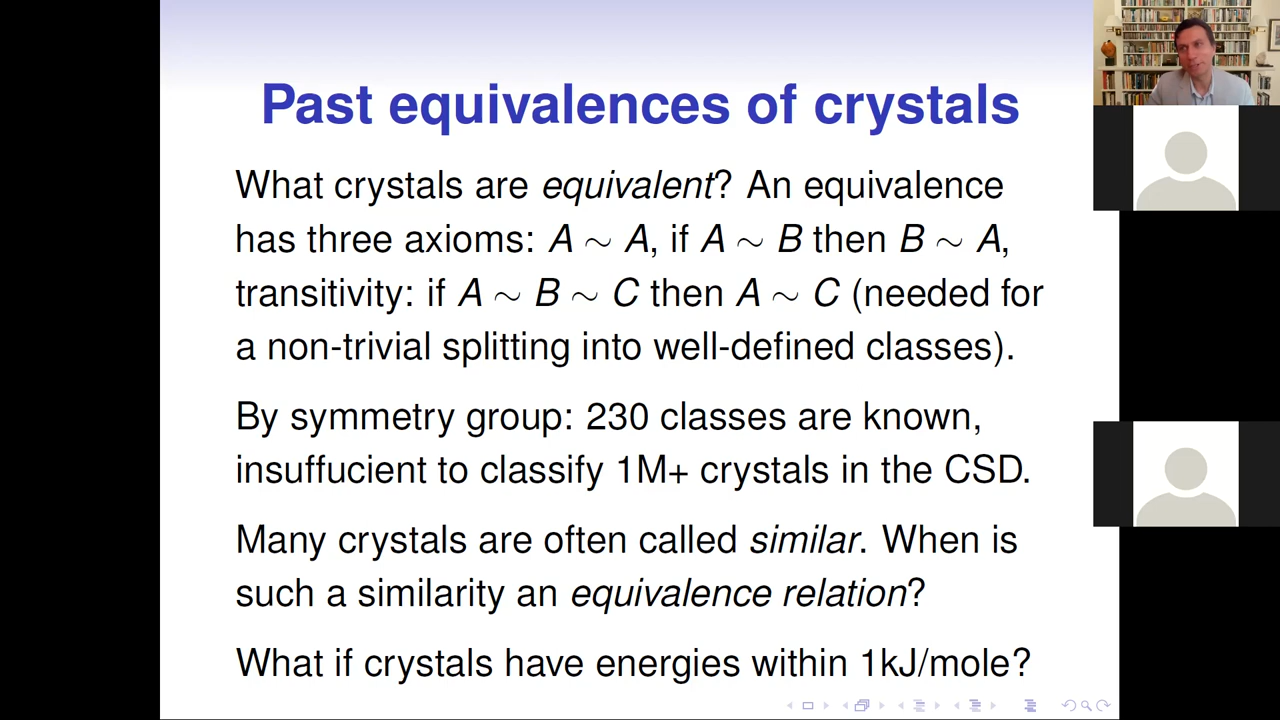 Past equivalences of crystals
What crystals are equivalent? An equivalence
has three axioms: A ∼ A, if A ∼ B then B ∼ A,
transitivity: if A ∼ B ∼ C then A ∼ C (needed for
a non-trivial splitting into well-defined classes).
By symmetry group: 230 classes are known,
insuffucient to classify 1M+ crystals in the CSD.
Many crystals are often called similar. When is
such a similarity an equivalence relation?
What if crystals have energies within 1kJ/mole?